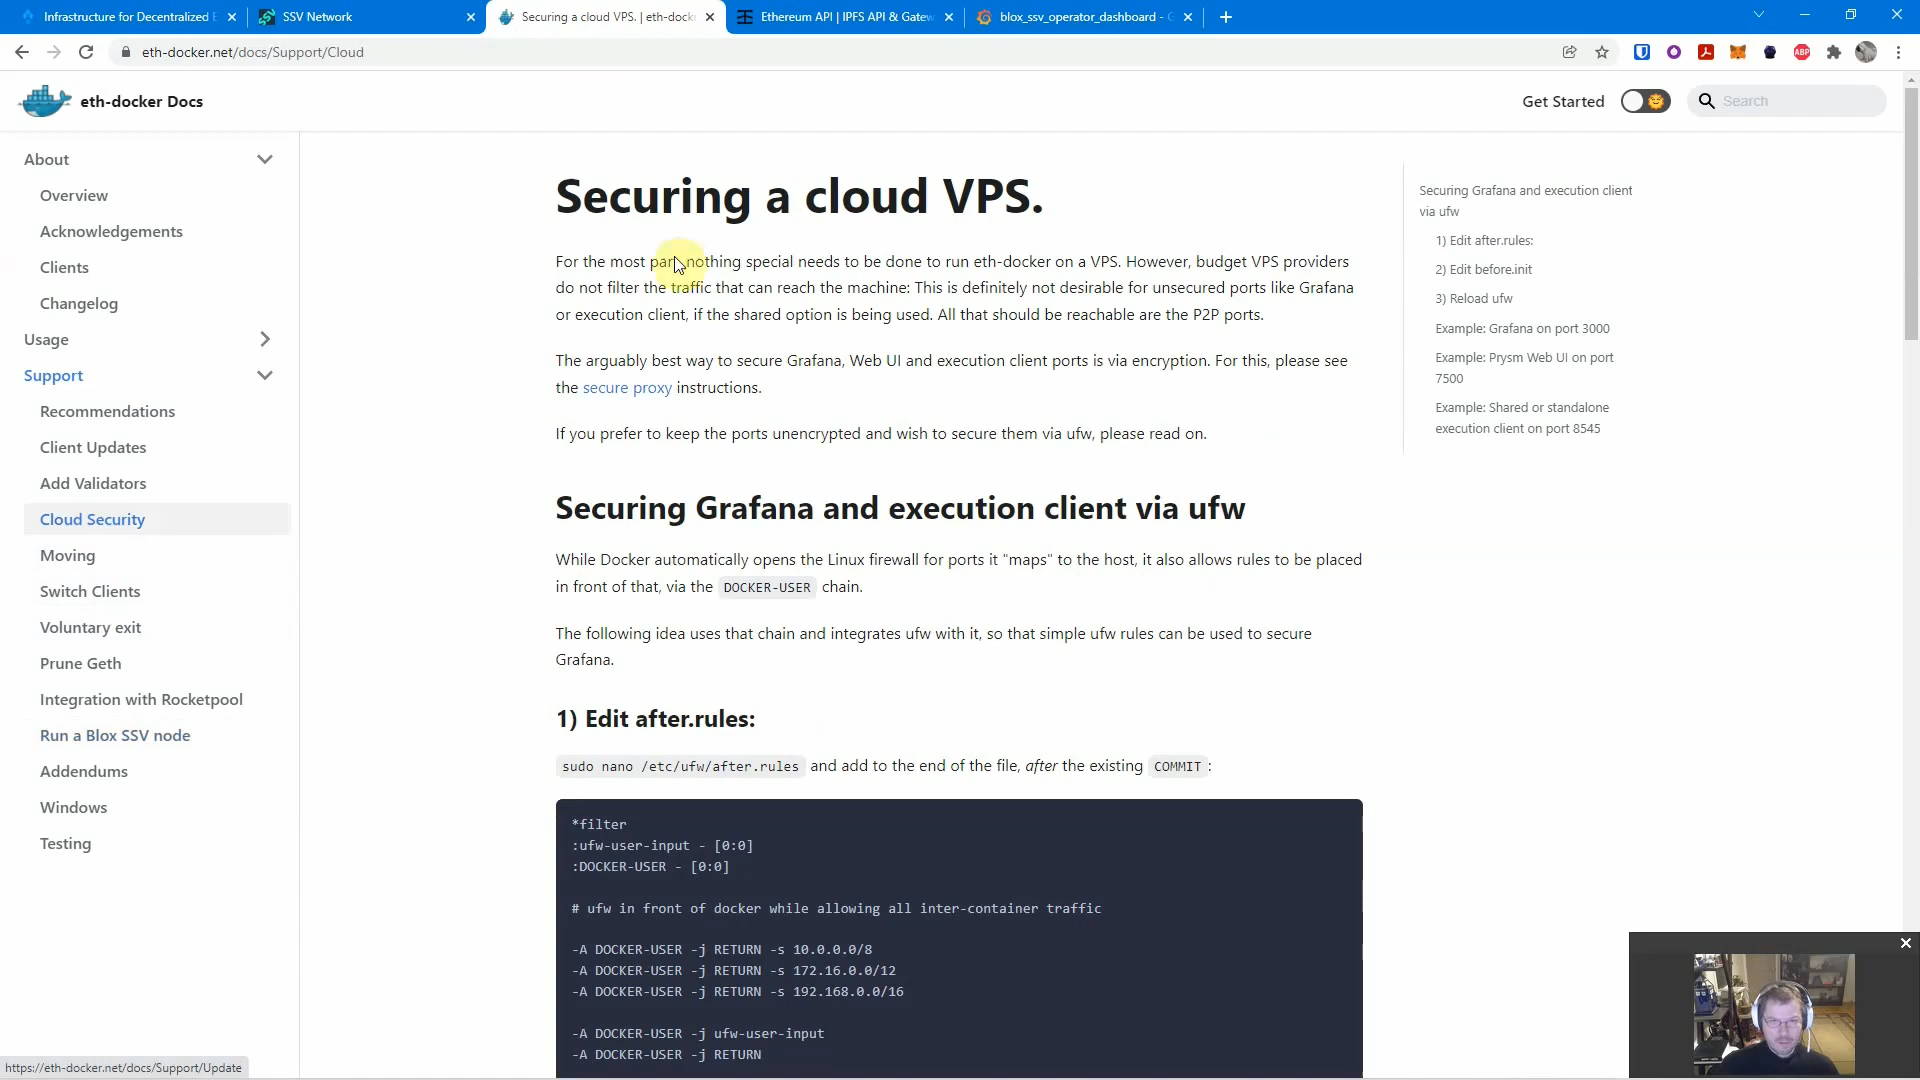 Infrastructure for Decentralized E
SSV Network
Securing a cloud VPS. | eth-dock
Ethereum API | IPFS API & Gatew
blox_ssv_operator_dashboard - G
eth-docker.net/docs/Support/Cloud
ABP
eth-docker Docs
Get Started
Search
About
Overview
Acknowledgements
Clients
Changelog
Usage
Support
Recommendations
Client Updates
Add Validators
Cloud Security
Moving
Switch Clients
Voluntary exit
Prune Geth
Integration with Rocketpool
Run a Blox SSV node
Addendums
Windows
Testing
Securing a cloud VPS.
For the most part, nothing special needs to be done to run eth-docker on a VPS. However, budget VPS providers
do not filter the traffic that can reach the machine: This is definitely not desirable for unsecured ports like Grafana
or execution client, if the shared option is being used. All that should be reachable are the P2P ports.
The arguably best way to secure Grafana, Web UI and execution client ports is via encryption. For this, please see
the secure proxy instructions.
If you prefer to keep the ports unencrypted and wish to secure them via ufw, please read on.
Securing Grafana and execution client via ufw
While Docker automatically opens the Linux firewall for ports it "maps" to the host, it also allows rules to be placed
in front of that, via the DOCKER-USER chain.
The following idea uses that chain and integrates ufw with it, so that simple ufw rules can be used to secure
Grafana.
1) Edit after.rules:
sudo nano /etc/ufw/after.rules and add to the end of the file, after the existing COMMIT:
*filter
:ufw-user-input - [0:0]
:DOCKER-USER - [0:0]
# ufw in front of docker while allowing all inter-container traffic
-A DOCKER-USER -j RETURN -s 10.0.0.0/8
-A DOCKER-USER -j RETURN -s 172.16.0.0/12
-A DOCKER-USER -j RETURN -s 192.168.0.0/16
-A DOCKER-USER -j ufw-user-input
-A DOCKER-USER -j RETURN
Securing Grafana and execution client
via ufw
1) Edit after.rules:
2) Edit before.init
3) Reload ufw
Example: Grafana on port 3000
Example: Prysm Web UI on port
7500
Example: Shared or standalone
execution client on port 8545
https://eth-docker.net/docs/Support/Update